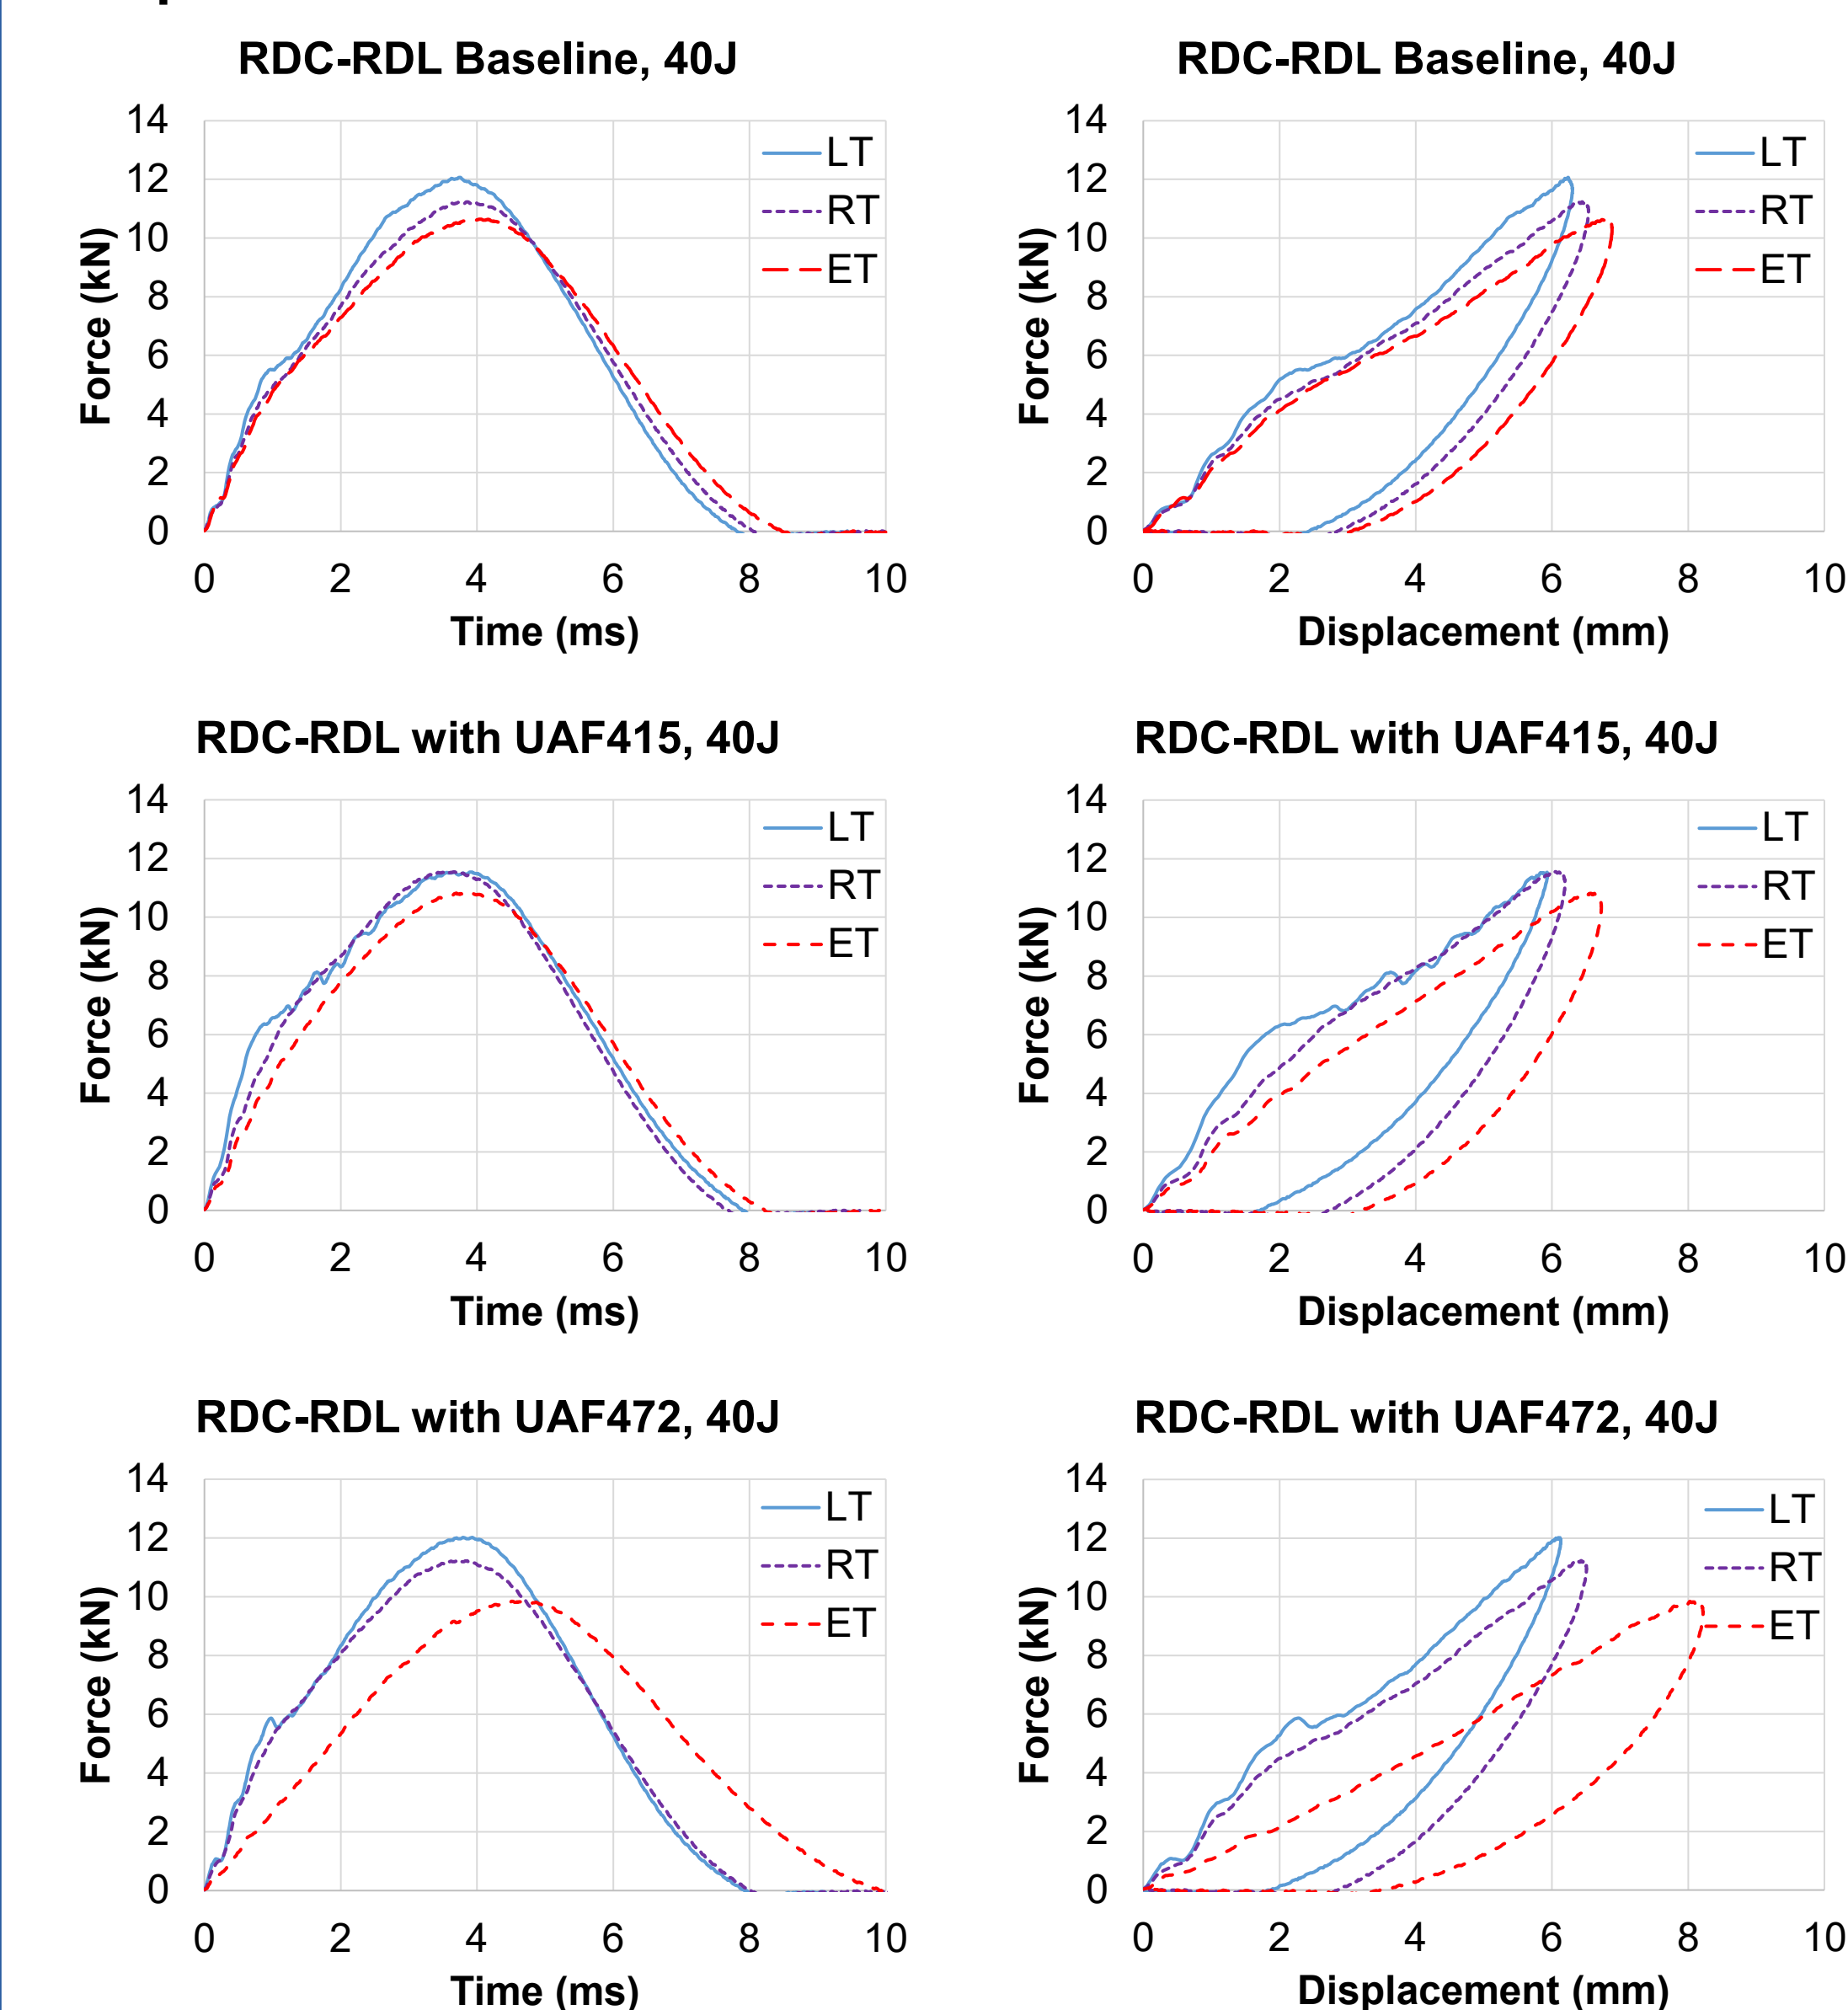 RDC-RDL Baseline, 40J
14
12
10
8
6
4
2
0
Force (kN)
LT
RT
ET
0 2 4 6 8 10
Time (ms)
RDC-RDL Baseline, 40J
14
12
10
8
6
4
2
0
Force (kN)
LT
RT
ET
0 2 4 6 8 10
Displacement (mm)
RDC-RDL with UAF415, 40J
14
12
10
8
6
4
2
0
Force (kN)
LT
RT
ET
0 2 4 6 8 10
Time (ms)
RDC-RDL with UAF415, 40J
14
12
10
8
6
4
2
0
Force (kN)
LT
RT
ET
0 2 4 6 8 10
Displacement (mm)
RDC-RDL with UAF472, 40J
14
12
10
8
6
4
2
0
Force (kN)
LT
RT
ET
0 2 4 6 8 10
Time (ms)
RDC-RDL with UAF472, 40J
14
12
10
8
6
4
2
0
Force (kN)
LT
RT
ET
0 2 4 6 8 10
Displacement (mm)